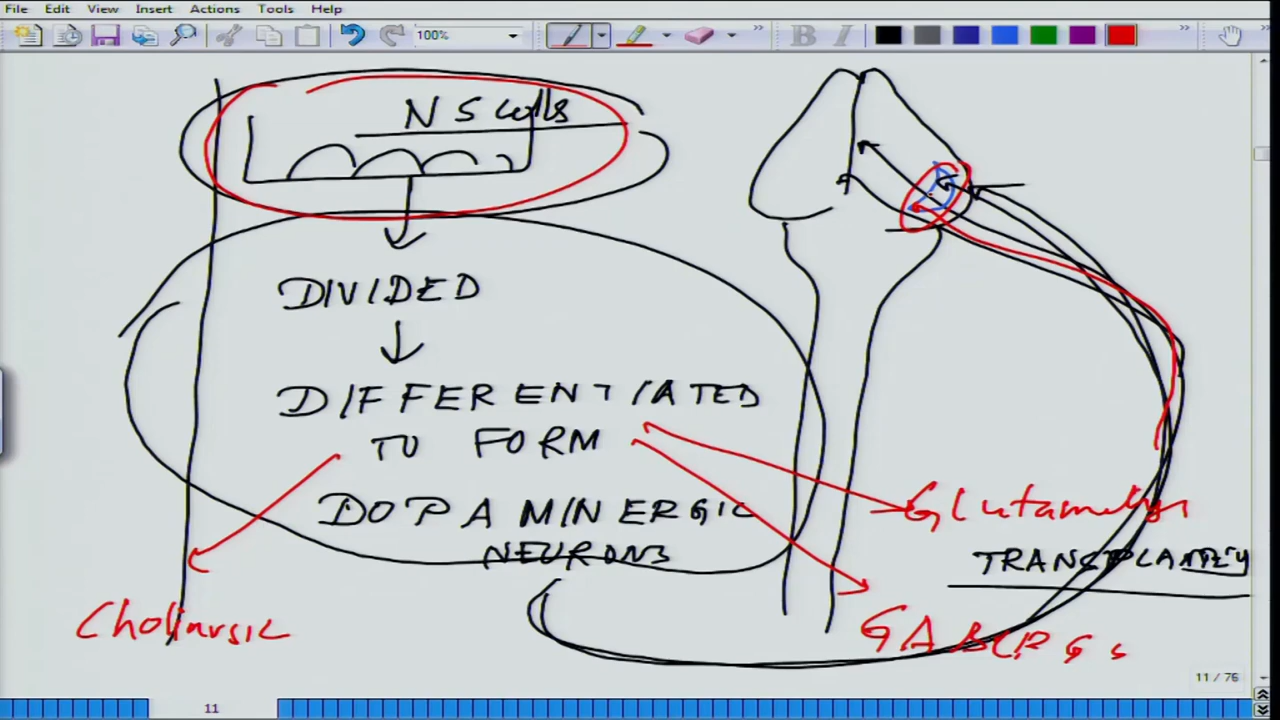 File Edit View Insert Actions Tools Help
100%
N S Cells
DIVIDED
DIFFERENTIATED
TO FORM
DOPAMINERGIC
NEURONS
TRANSPLANTED
GABERGS
11 / 76
11